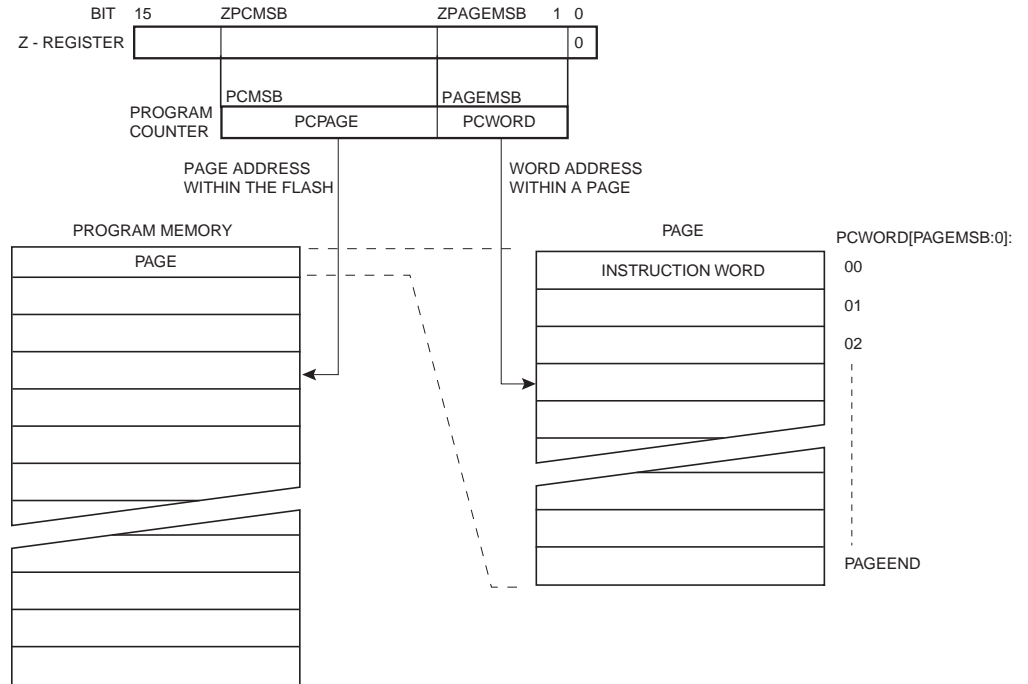 BIT 15 ZPCMSB ZPAGEMSB 1 0
Z - REGISTER 0
PCMSB PAGEMSB
PROGRAM
COUNTER
PCPAGE PCWORD
PAGE ADDRESS
WITHIN THE FLASH
WORD ADDRESS
WITHIN A PAGE
PROGRAM MEMORY
PAGE
PAGE
INSTRUCTION WORD
PCWORD[PAGEMSB:0]:
00
01
02
PAGEEND